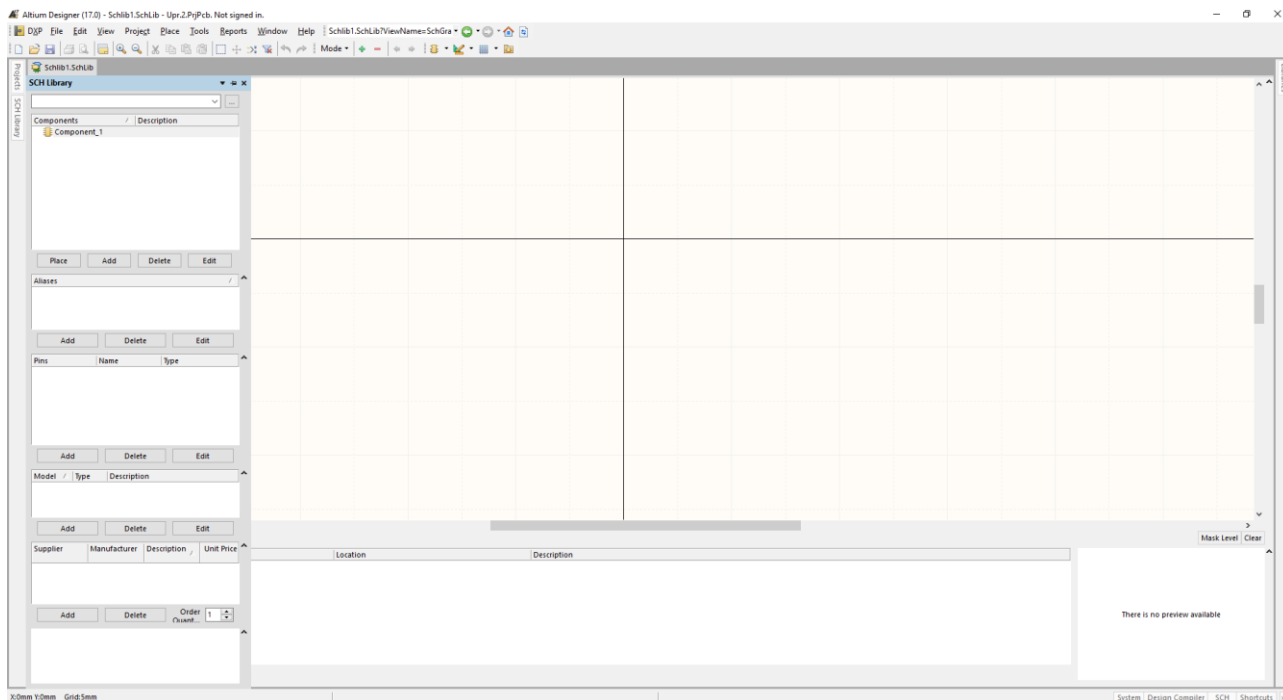 Altium Designer (17.0) - Schlib1.SchLib - Upr.2.PrjPcb. Not signed in.
DXP File Edit View Project Place Tools Reports Window Help Schlib1.SchLib?ViewName=SchGra
Mode
Projects
SCH Library
Schlib1.SchLib
SCH Library
...
Components / Description
Component_1
Place Add Delete Edit
Aliases /
Add Delete Edit
Pins Name Type
Add Delete Edit
Model / Type Description
Add Delete Edit
Mask Level Clear
Supplier Manufacturer Description / Unit Price
Location Description
Add Delete Order Quant... 1
There is no preview available
X:0mm Y:0mm Grid:5mm
System Design Compiler SCH Shortcuts